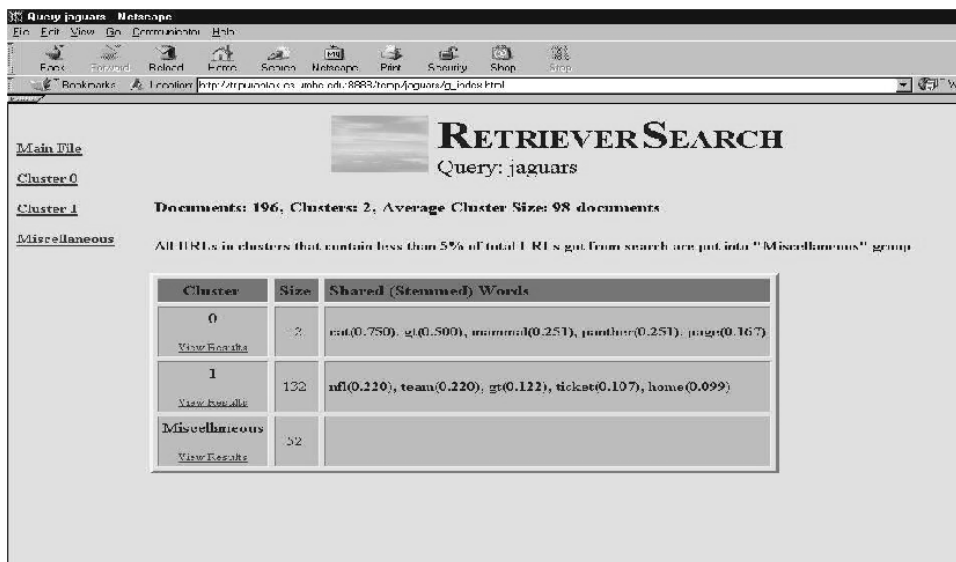 Query jaguars - Netscape
File Edit View Go Communicator Help
Back Forward Reload Home Search Netscape Print Security Shop Stop
Bookmarks Location:
Main File
Cluster 0
Cluster 1
Miscellaneous
RETRIEVER SEARCH
Query: jaguars
Documents: 196, Clusters: 2, Average Cluster Size: 98 documents
All URLs in clusters that contain less than 5% of total URLs got from search are put into "Miscellaneous" group
Cluster Size Shared (Stemmed) Words
0
View Results
cat(0.750), gt(0.500), mammal(0.251), panther(0.251), page(0.167)
1
View Results
132
nfl(0.220), team(0.220), gt(0.122), ticket(0.107), home(0.099)
Miscellaneous
View Results
52